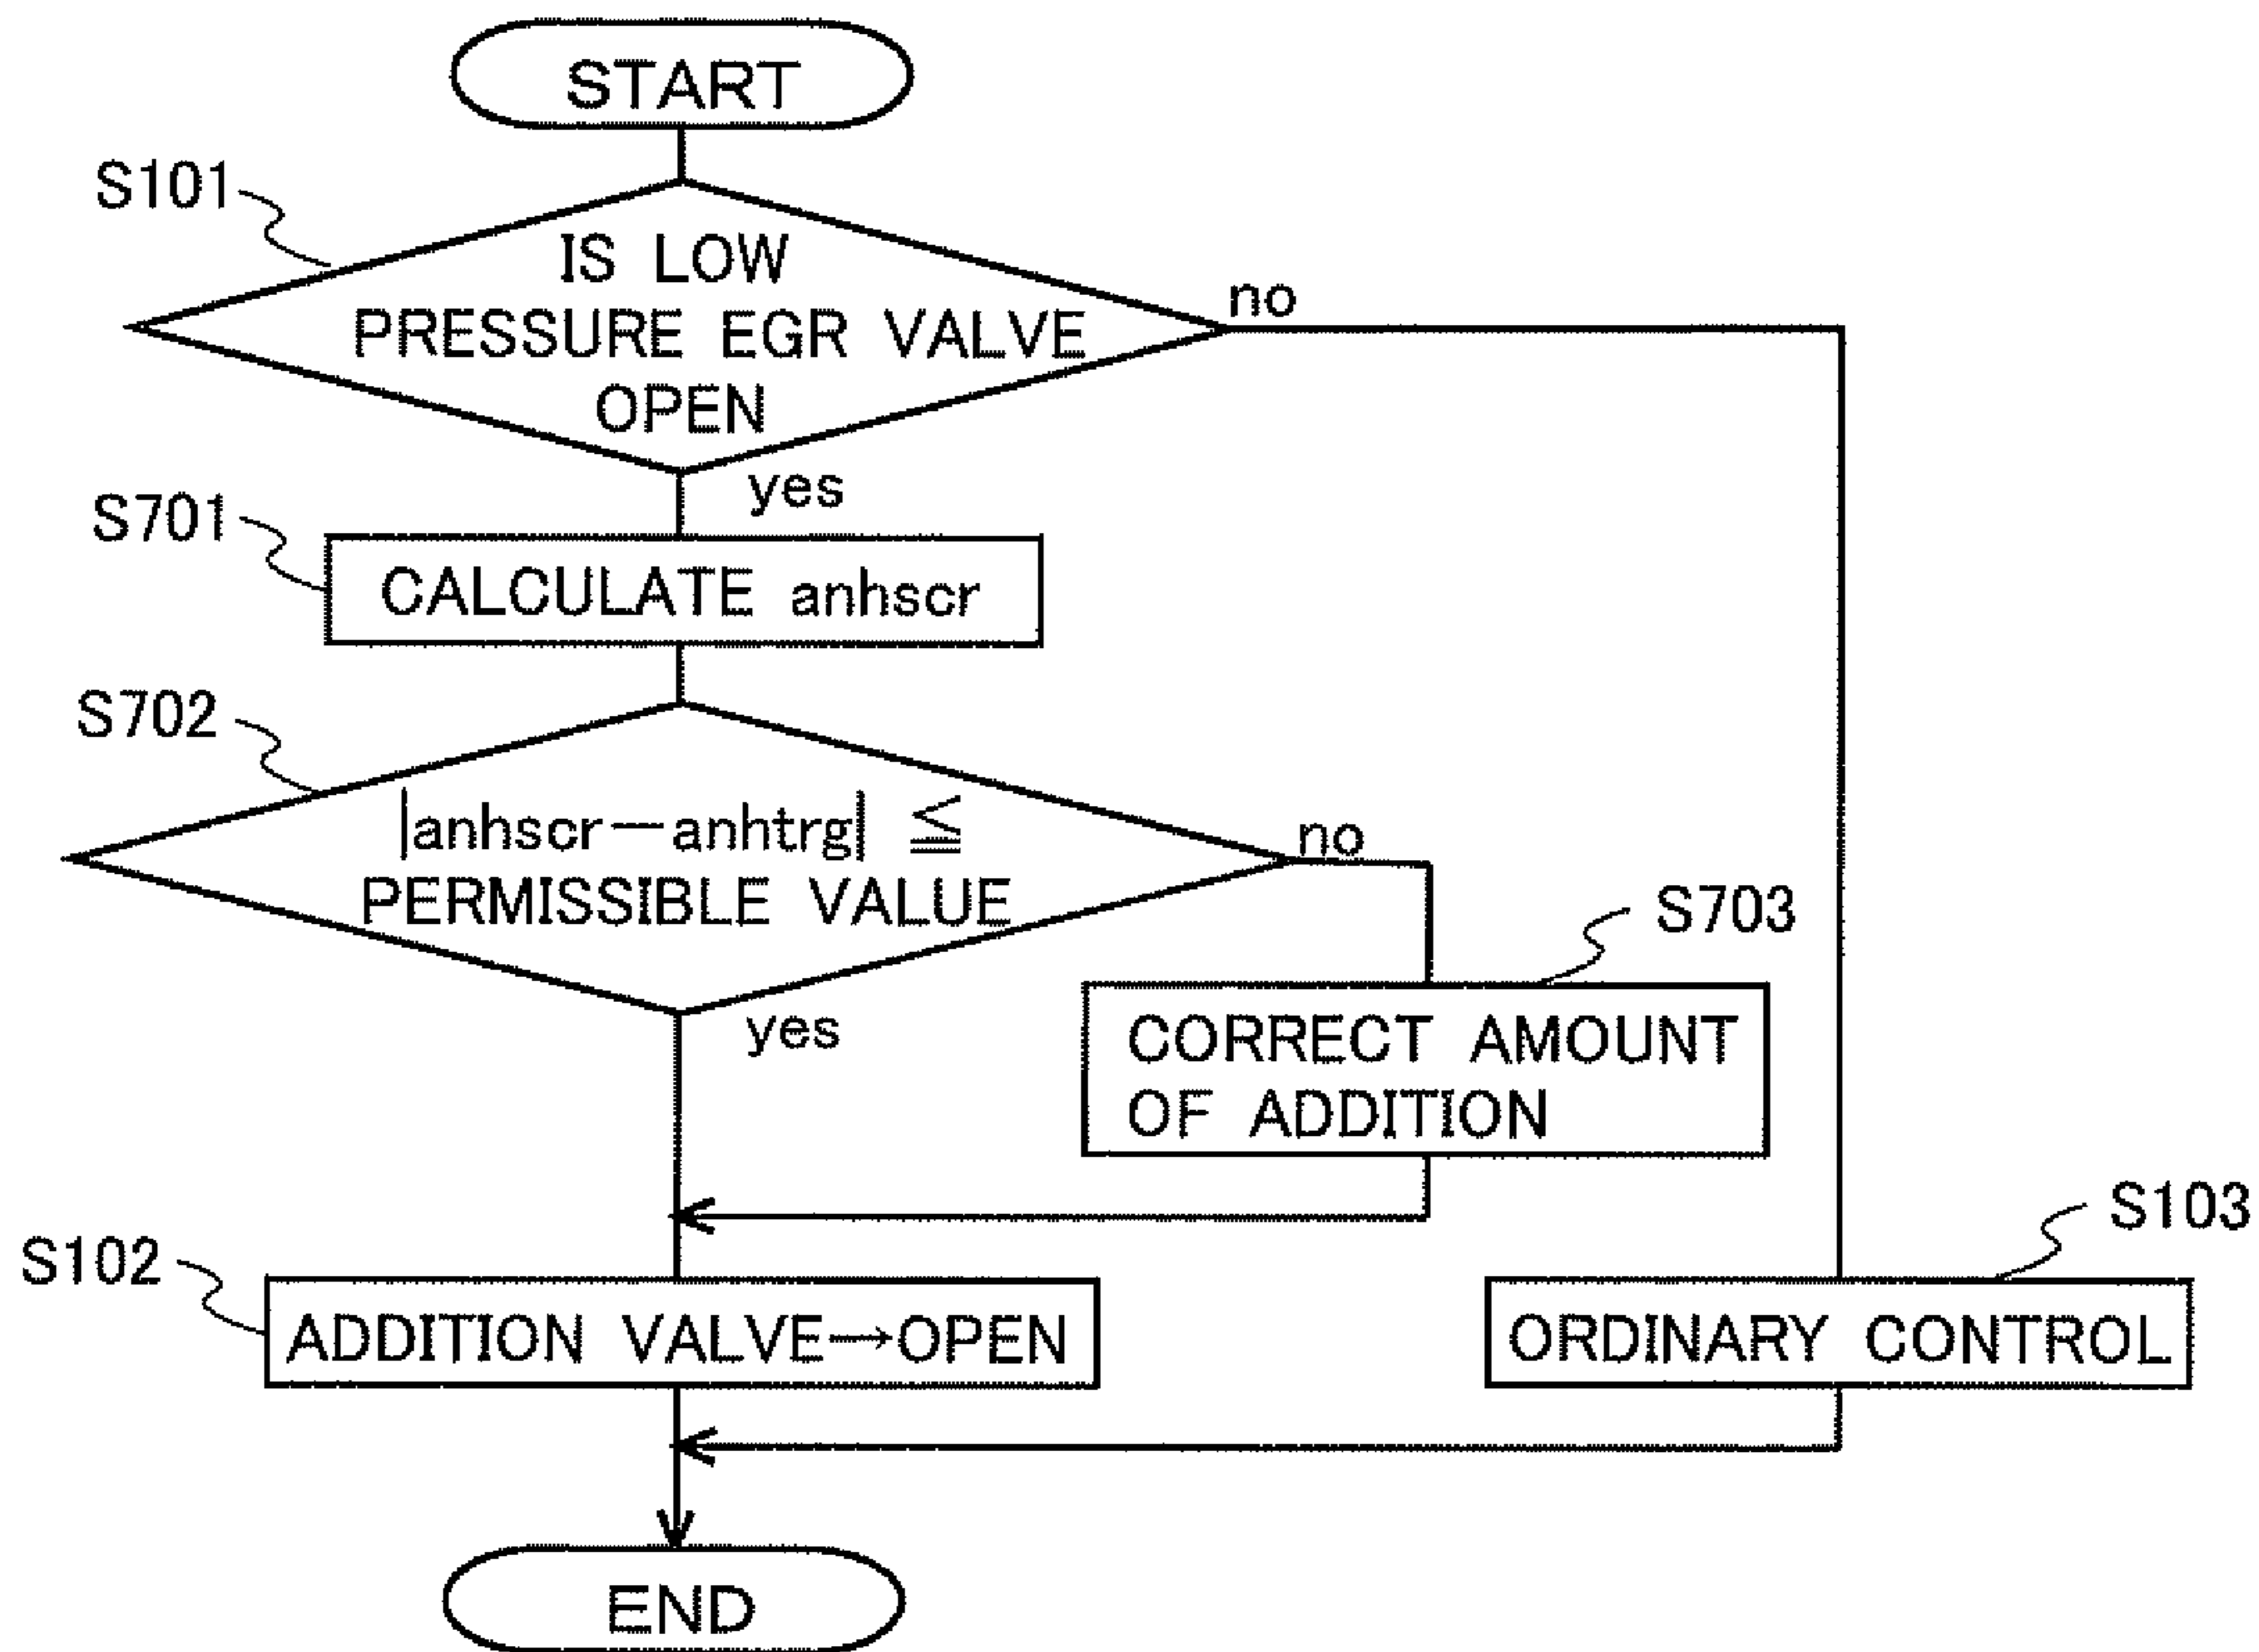 START
S101
IS LOW
PRESSURE EGR VALVE
OPEN
no
yes
S701
CALCULATE anhscr
S702
|anhscr−anhtrg| ≦
PERMISSIBLE VALUE
no
yes
S703
CORRECT AMOUNT
OF ADDITION
S102
ADDITION VALVE→OPEN
S103
ORDINARY CONTROL
END